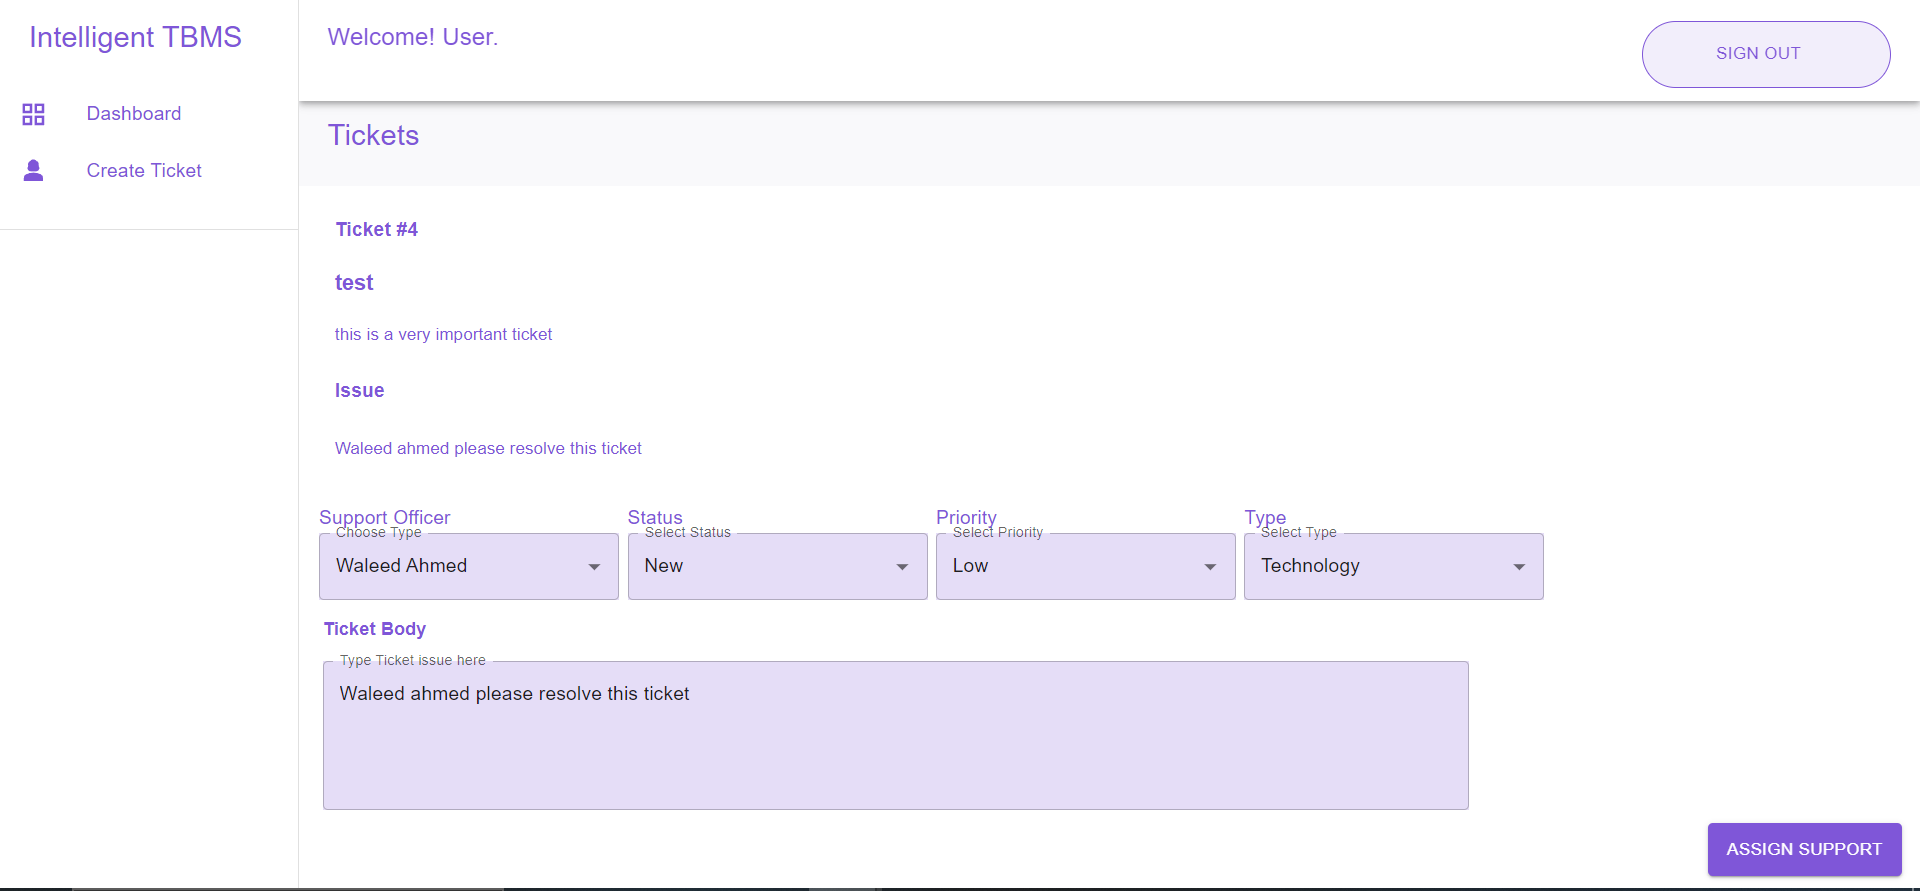 Intelligent TBMS
Welcome! User.
SIGN OUT
Dashboard
Create Ticket
Tickets
Ticket #4
test
this is a very important ticket
Issue
Waleed ahmed please resolve this ticket
Support Officer
Status
Priority
Type
Choose Type
Select Status
Select Priority
Select Type
Waleed Ahmed
New
Low
Technology
Ticket Body
Type Ticket issue here
Waleed ahmed please resolve this ticket
ASSIGN SUPPORT